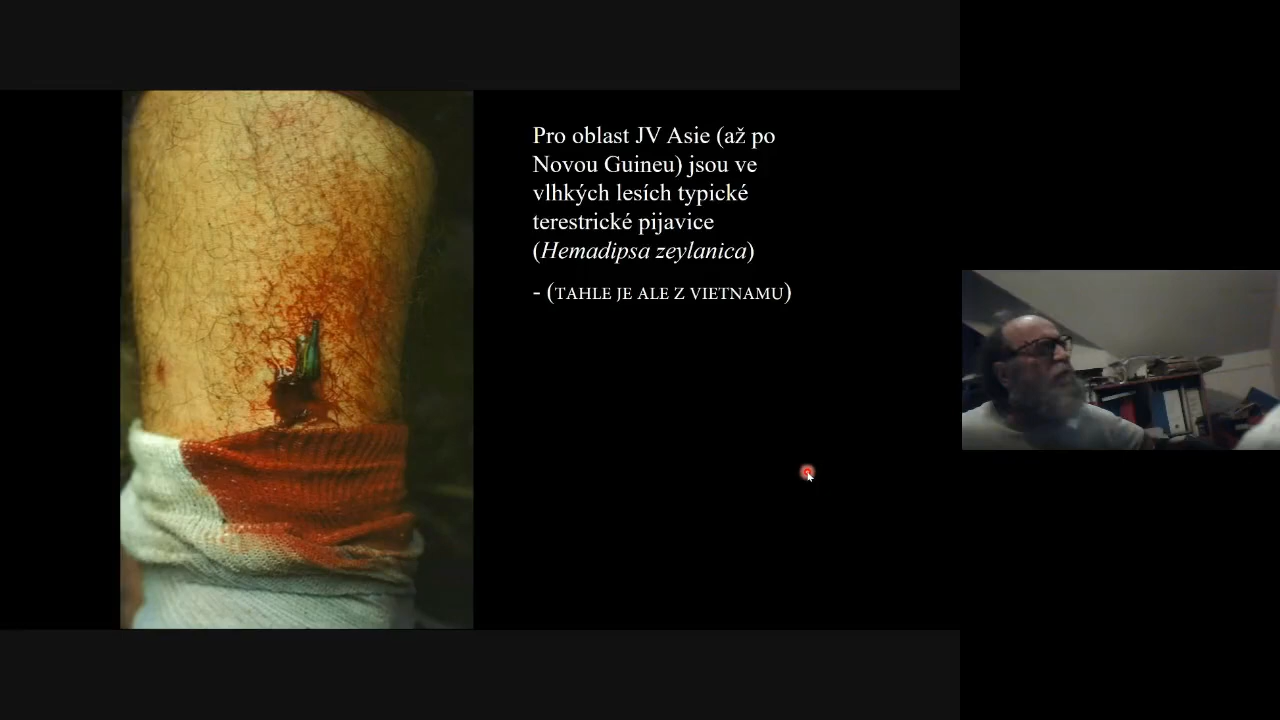 Pro oblast JV Asie (až po
Novou Guineu) jsou ve
vlhkých lesích typické
terestrické pijavice
(Hemadipsa zeylanica)
- (TAHLE JE ALE Z VIETNAMU)